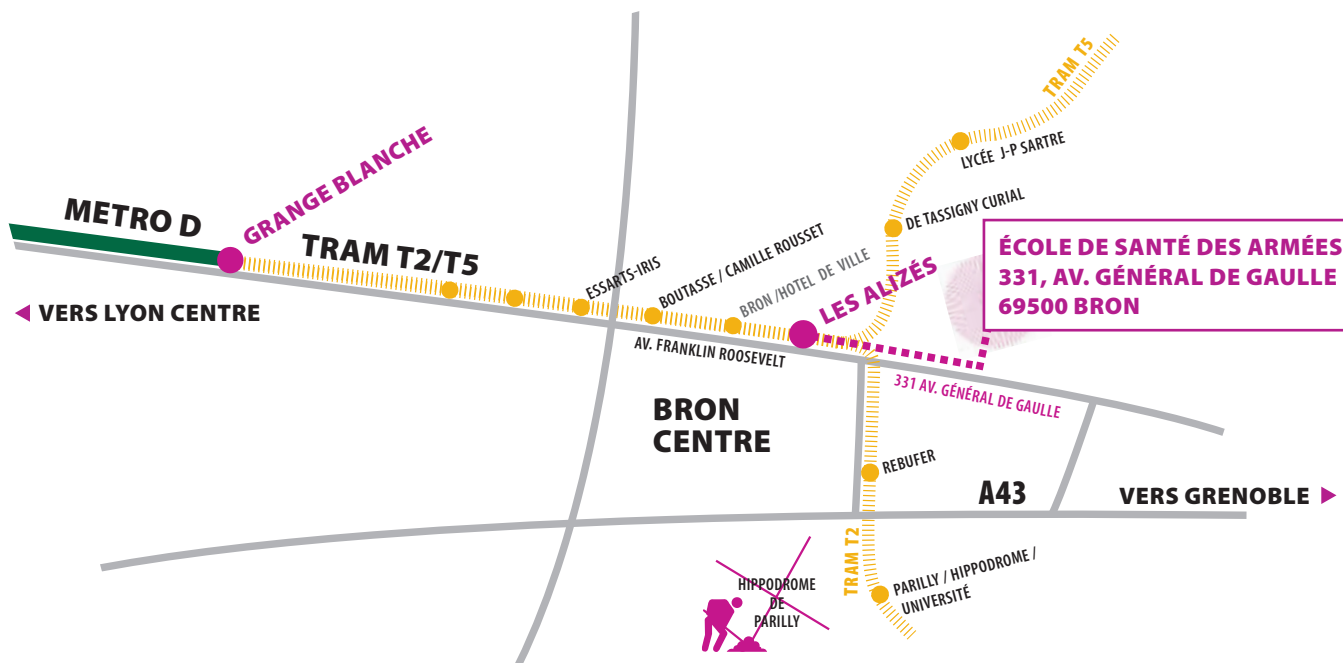 TRAM T5
LYCÉE J-P SARTRE
GRANGE BLANCHE
METRO D
DE TASSIGNY CURIAL
TRAM T2/T5
ESSARTS-IRIS
BOUTASSE / CAMILLE ROUSSET
BRON /HOTEL DE VILLE
LES ALIZÉS
ÉCOLE DE SANTÉ DES ARMÉES
331, AV. GÉNÉRAL DE GAULLE
69500 BRON
VERS LYON CENTRE
AV. FRANKLIN ROOSEVELT
331 AV. GÉNÉRAL DE GAULLE
BRON
CENTRE
REBUFER
A43
VERS GRENOBLE
TRAM T2
HIPPODROME
DE
PARILLY
PARILLY / HIPPODROME /
UNIVERSITÉ